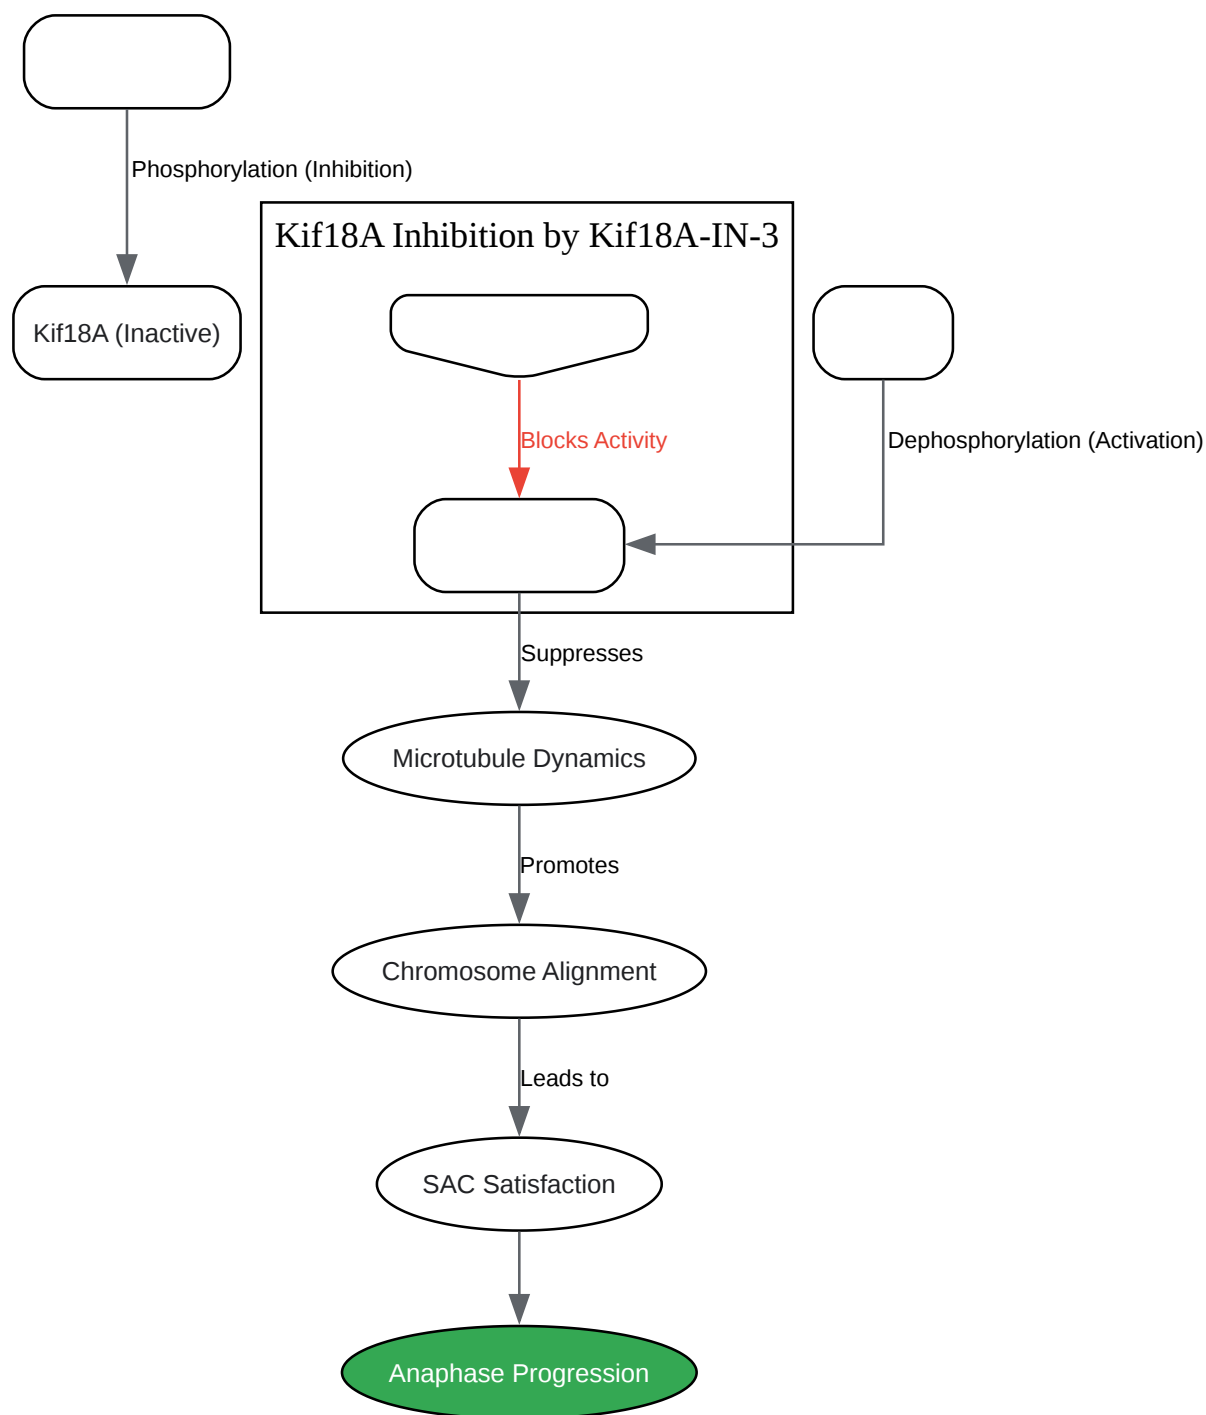 Phosphorylation (Inhibition)
Kif18A Inhibition by Kif18A-IN-3
Kif18A (Inactive)
Blocks Activity
Dephosphorylation (Activation)
Suppresses
Microtubule Dynamics
Promotes
Chromosome Alignment
Leads to
SAC Satisfaction
Anaphase Progression